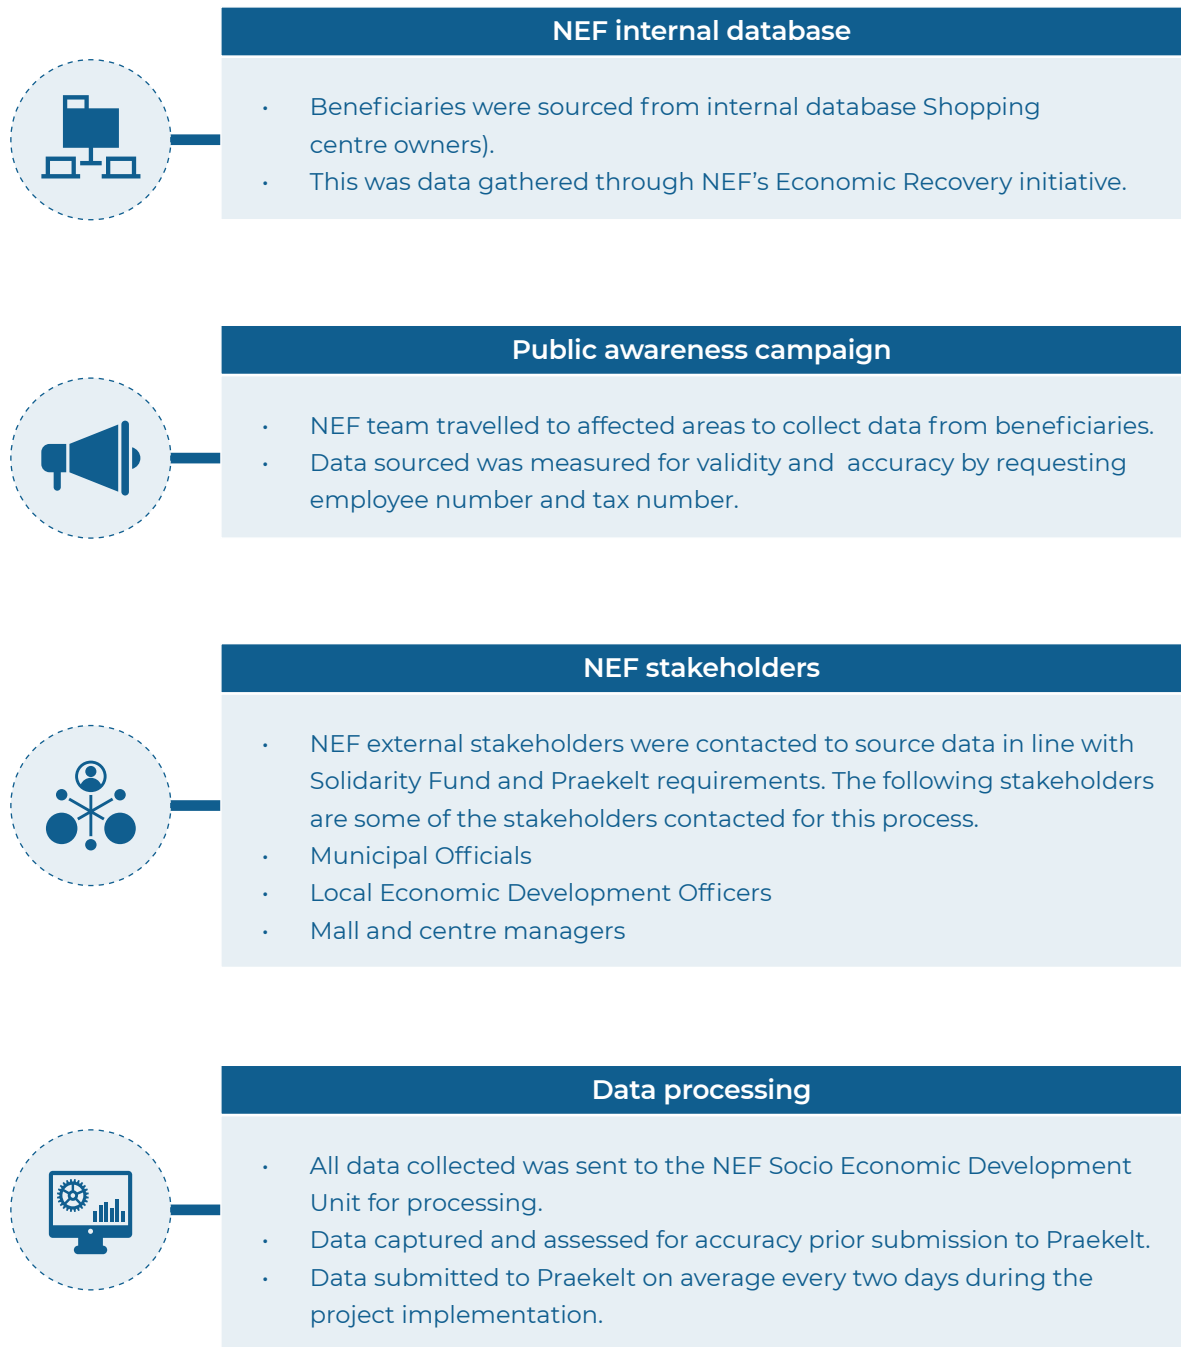 NEF internal database
• Beneficiaries were sourced from internal database Shopping
centre owners).
• This was data gathered through NEF’s Economic Recovery initiative.
Public awareness campaign
• NEF team travelled to affected areas to collect data from beneficiaries.
• Data sourced was measured for validity and  accuracy by requesting
employee number and tax number.
NEF stakeholders
• NEF external stakeholders were contacted to source data in line with
Solidarity Fund and Praekelt requirements. The following stakeholders
are some of the stakeholders contacted for this process.
• Municipal Officials
• Local Economic Development Officers
• Mall and centre managers
Data processing
• All data collected was sent to the NEF Socio Economic Development
Unit for processing.
• Data captured and assessed for accuracy prior submission to Praekelt.
• Data submitted to Praekelt on average every two days during the
project implementation.